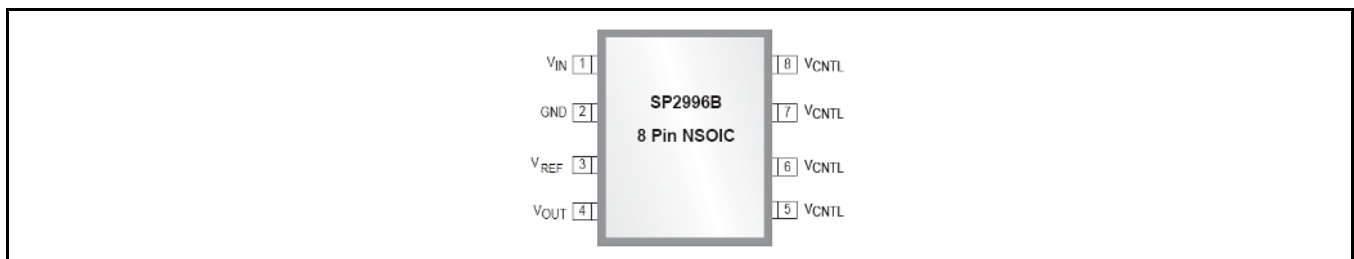 VIN 1
GND 2
VREF 3
VOUT 4
SP2996B
8 Pin NSOIC
8 VCNTL
7 VCNTL
6 VCNTL
5 VCNTL